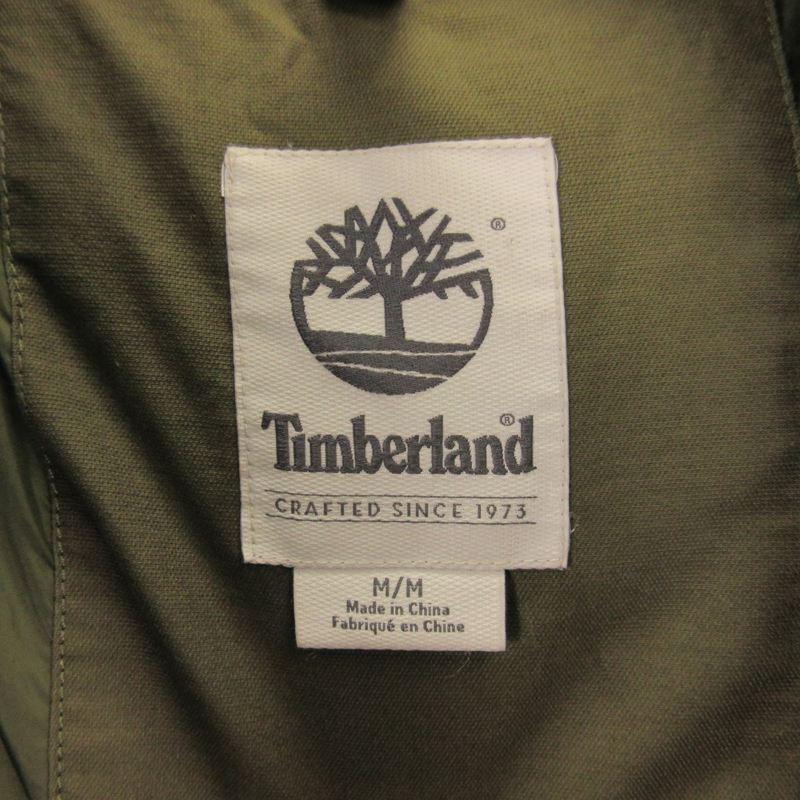 ®
Timberland®
CRAFTED SINCE 1973
M/M
Made in China
Fabriqué en Chine